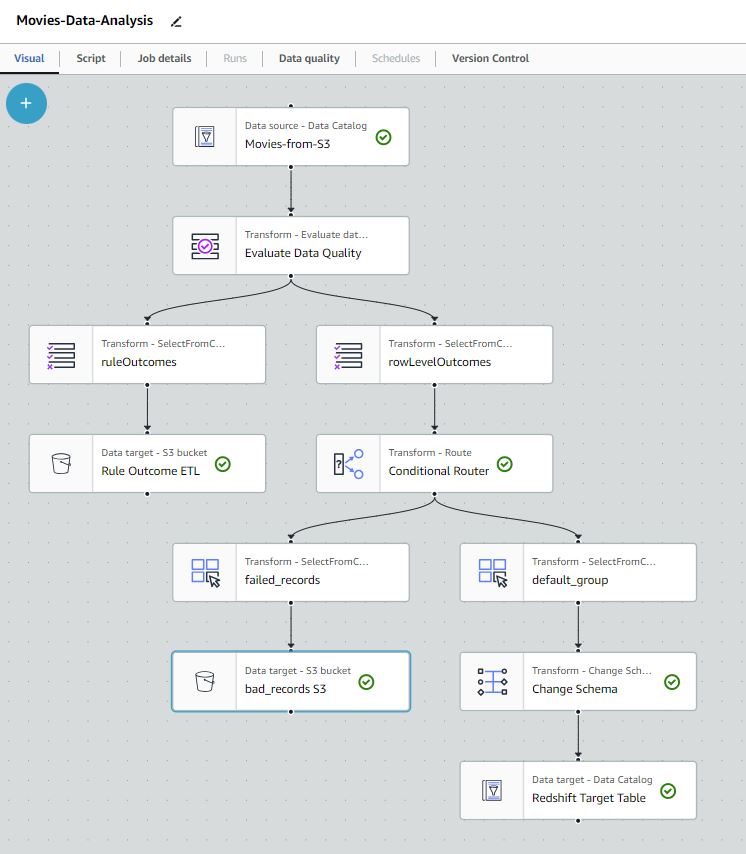 Movies-Data-Analysis
Visual
Script
Job details
Runs
Data quality
Schedules
Version Control
Data source - Data Catalog
Movies-from-S3
Transform - Evaluate dat...
Evaluate Data Quality
Transform - SelectFromC...
ruleOutcomes
Transform - SelectFromC...
rowLevelOutcomes
Data target - S3 bucket
Rule Outcome ETL
Transform - Route
Conditional Router
Transform - SelectFromC...
failed_records
Transform - SelectFromC...
default_group
Data target - S3 bucket
bad_records S3
Transform - Change Sch...
Change Schema
Data target - Data Catalog
Redshift Target Table